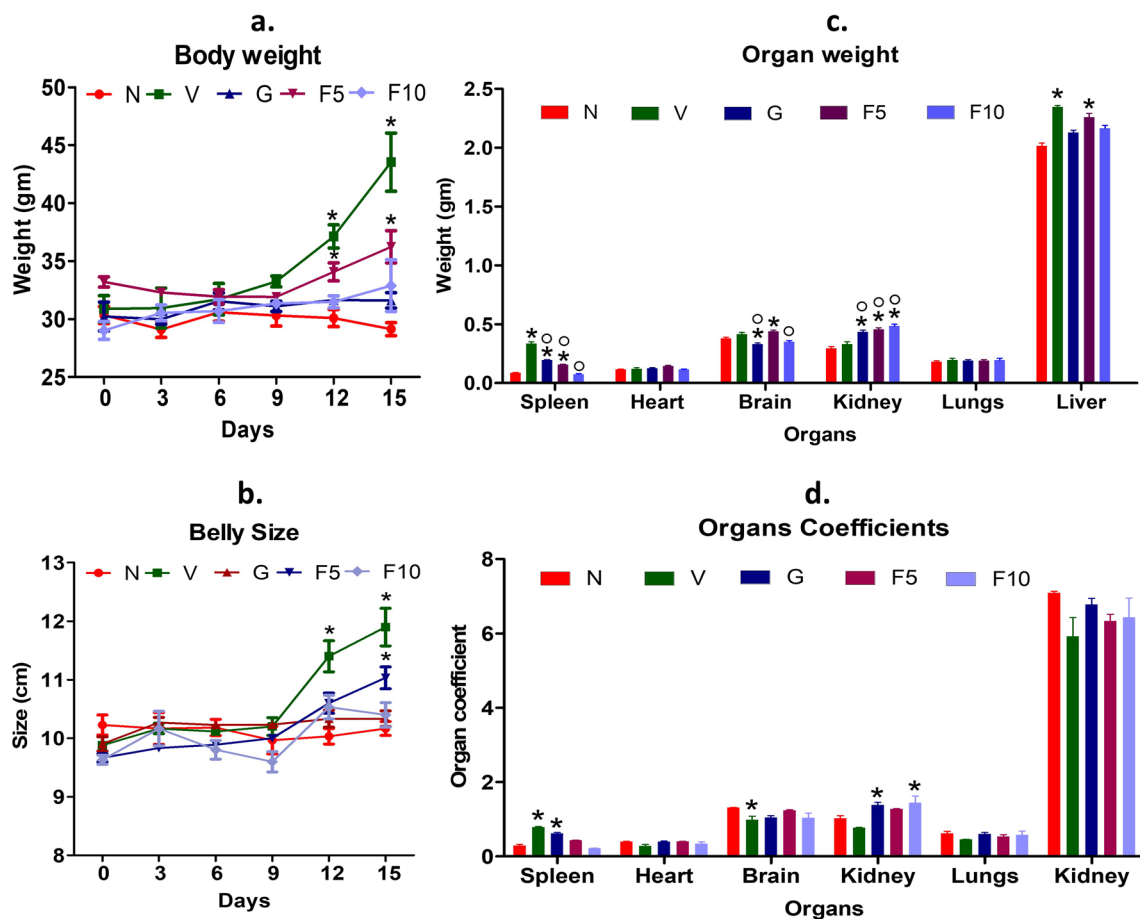 a.
Body weight
N V G F5 F10
50
45
40
35
30
25
Weight (gm)
* * * *
0 3 6 9 12 15
Days
c.
Organ weight
N V G F5 F10
2.5
2.0
1.5
1.0
0.5
0.0
Weight (gm)
Spleen Heart Brain Kidney Lungs Liver
Organs
b.
Belly Size
N V G F5 F10
13
12
11
10
9
8
Size (cm)
* * *
0 3 6 9 12 15
Days
d.
Organs Coefficients
N V G F5 F10
8
6
4
2
0
Organ coefficient
* * * * *
Spleen Heart Brain Kidney Lungs Kidney
Organs